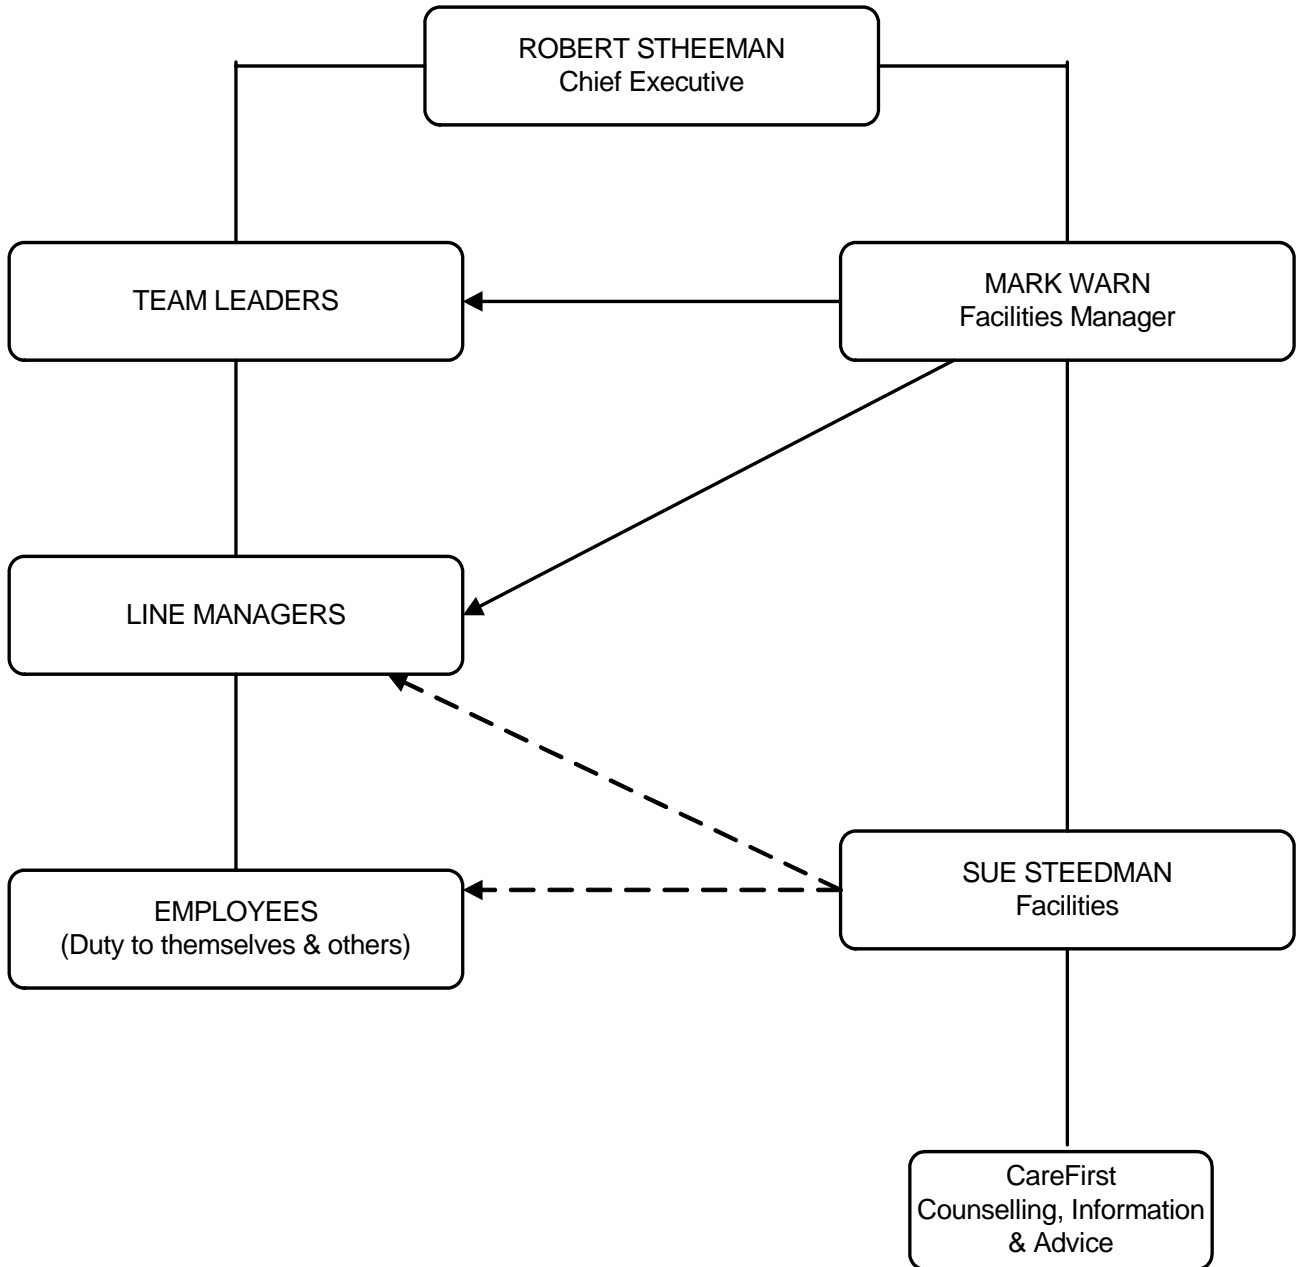 ROBERT STHEEMAN
Chief Executive
TEAM LEADERS
MARK WARN
Facilities Manager
LINE MANAGERS
SUE STEEDMAN
Facilities
EMPLOYEES
(Duty to themselves & others)
CareFirst
Counselling, Information
& Advice